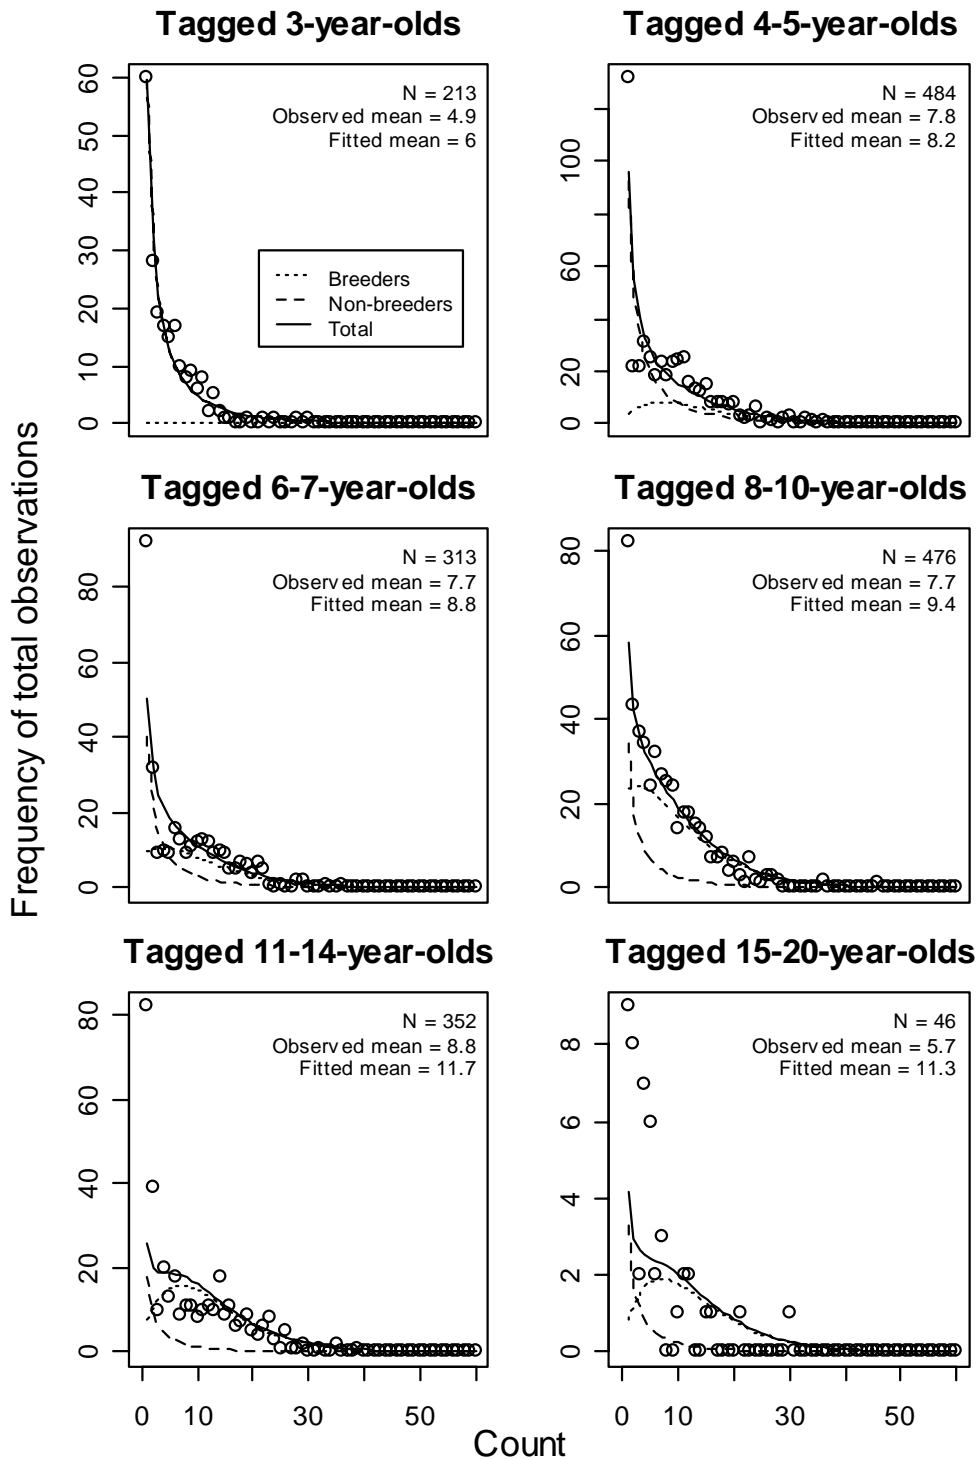 Tagged 3-year-olds
N = 213
Observed mean = 4.9
Fitted mean = 6
Breeders
Non-breeders
Total
0 10 20 30 40 50 60
Tagged 4-5-year-olds
N = 484
Observed mean = 7.8
Fitted mean = 8.2
0 20 60 100
Tagged 6-7-year-olds
N = 313
Observed mean = 7.7
Fitted mean = 8.8
0 20 40 60 80
Tagged 8-10-year-olds
N = 476
Observed mean = 7.7
Fitted mean = 9.4
0 20 40 60 80
Tagged 11-14-year-olds
N = 352
Observed mean = 8.8
Fitted mean = 11.7
0 20 40 60 80
0 10 30 50
Tagged 15-20-year-olds
N = 46
Observed mean = 5.7
Fitted mean = 11.3
0 2 4 6 8
0 10 30 50
Frequency of total observations
Count